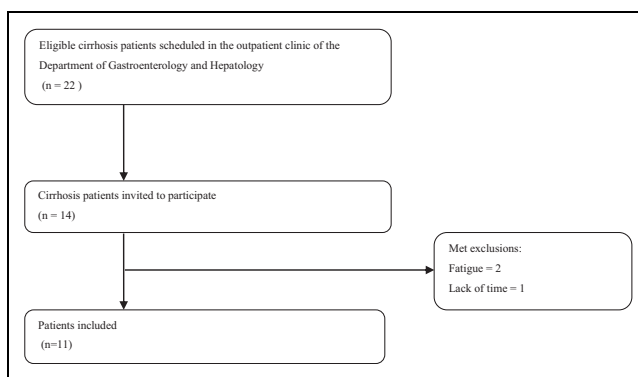 Eligible cirrhosis patients scheduled in the outpatient clinic of the
Department of Gastroenterology and Hepatology
(n = 22 )
Cirrhosis patients invited to participate
(n = 14)
Met exclusions:
Fatigue = 2
Lack of time = 1
Patients included
(n=11)